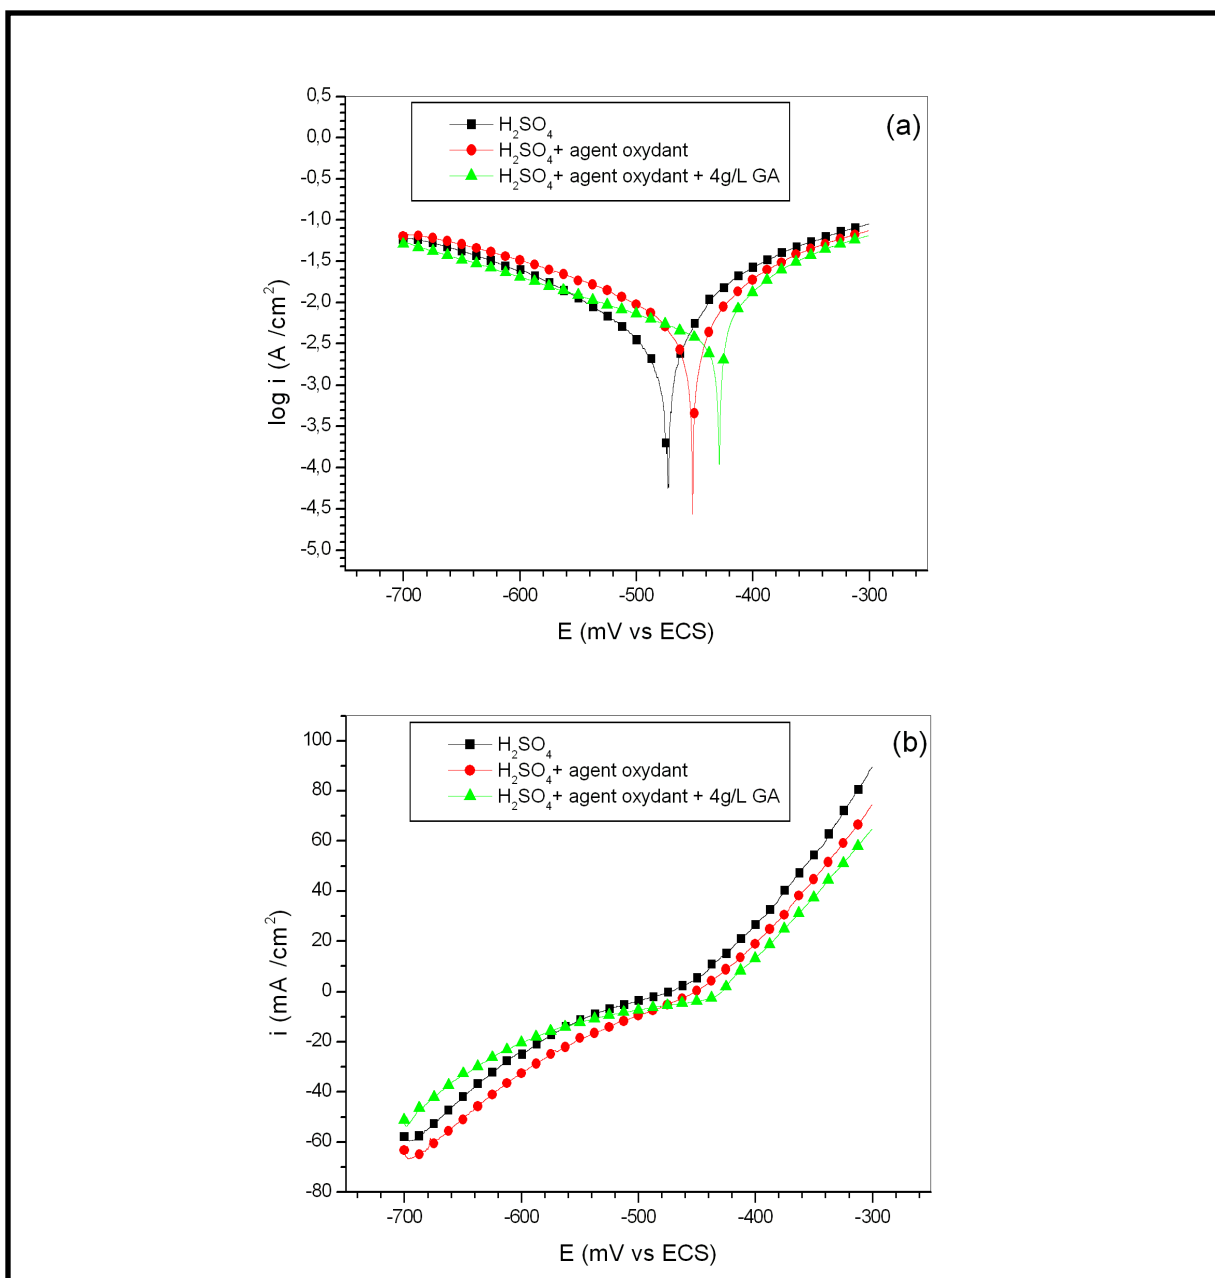 (a)
H₂SO₄
H₂SO₄+ agent oxydant
H₂SO₄+ agent oxydant + 4g/L GA
0,5
0,0
-0,5
-1,0
-1,5
-2,0
-2,5
-3,0
-3,5
-4,0
-4,5
-5,0
log i (A /cm²)
-700 -600 -500 -400 -300
E (mV vs ECS)
(b)
H₂SO₄
H₂SO₄+ agent oxydant
H₂SO₄+ agent oxydant + 4g/L GA
100
80
60
40
20
0
-20
-40
-60
-80
i (mA /cm²)
-700 -600 -500 -400 -300
E (mV vs ECS)